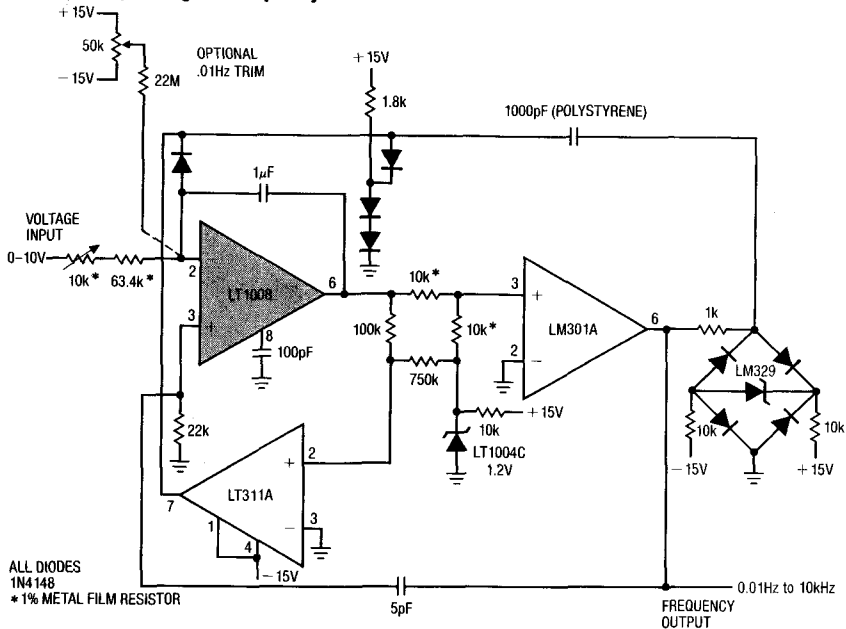 +15V
50k
-15V
22M
OPTIONAL
.01Hz TRIM
+15V
1.8k
1000pF (POLYSTYRENE)
1µF
VOLTAGE
INPUT
0-10V
10k*
63.4k*
2
3
LT1008
6
8
100pF
22k
10k*
100k
10k*
750k
10k
+15V
LT1004C
1.2V
3
2
LM301A
6
1k
LM329
10k
10k
-15V
+15V
2
3
LT311A
7
1
4
-15V
5pF
ALL DIODES
1N4148
*1% METAL FILM RESISTOR
0.01Hz to 10kHz
FREQUENCY
OUTPUT